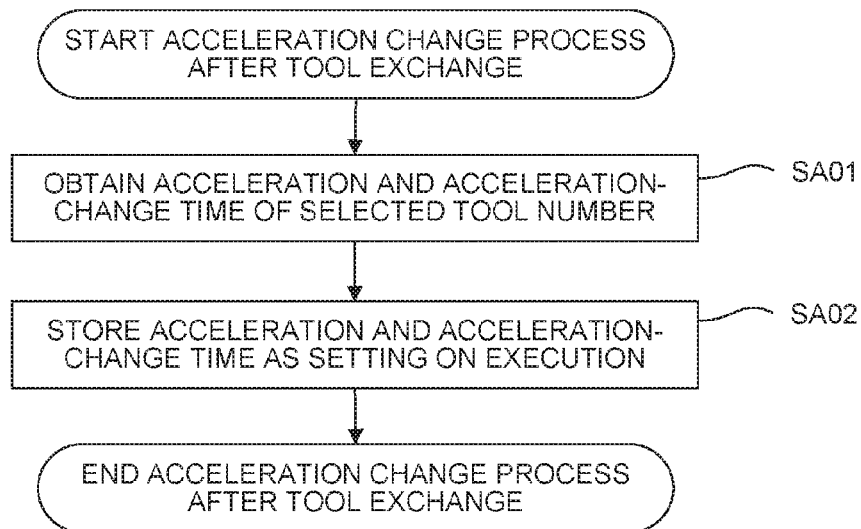 START ACCELERATION CHANGE PROCESS
AFTER TOOL EXCHANGE
SA01
OBTAIN ACCELERATION AND ACCELERATION-
CHANGE TIME OF SELECTED TOOL NUMBER
SA02
STORE ACCELERATION AND ACCELERATION-
CHANGE TIME AS SETTING ON EXECUTION
END ACCELERATION CHANGE PROCESS
AFTER TOOL EXCHANGE